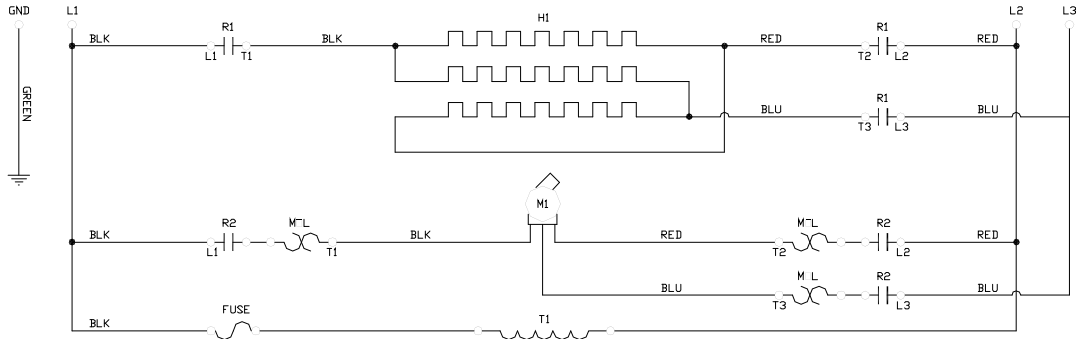 GND L1 H1 L2 L3
R1 R1
BLK BLK RED RED
L1 T1 T2 L2
R1
BLU BLU
T3 L3
GREEN
M1
R2 M-L M-L R2
BLK BLK RED RED
L1 T1 T2 L2
M L R2
BLU BLU
T3 L3
FUSE
BLK T1